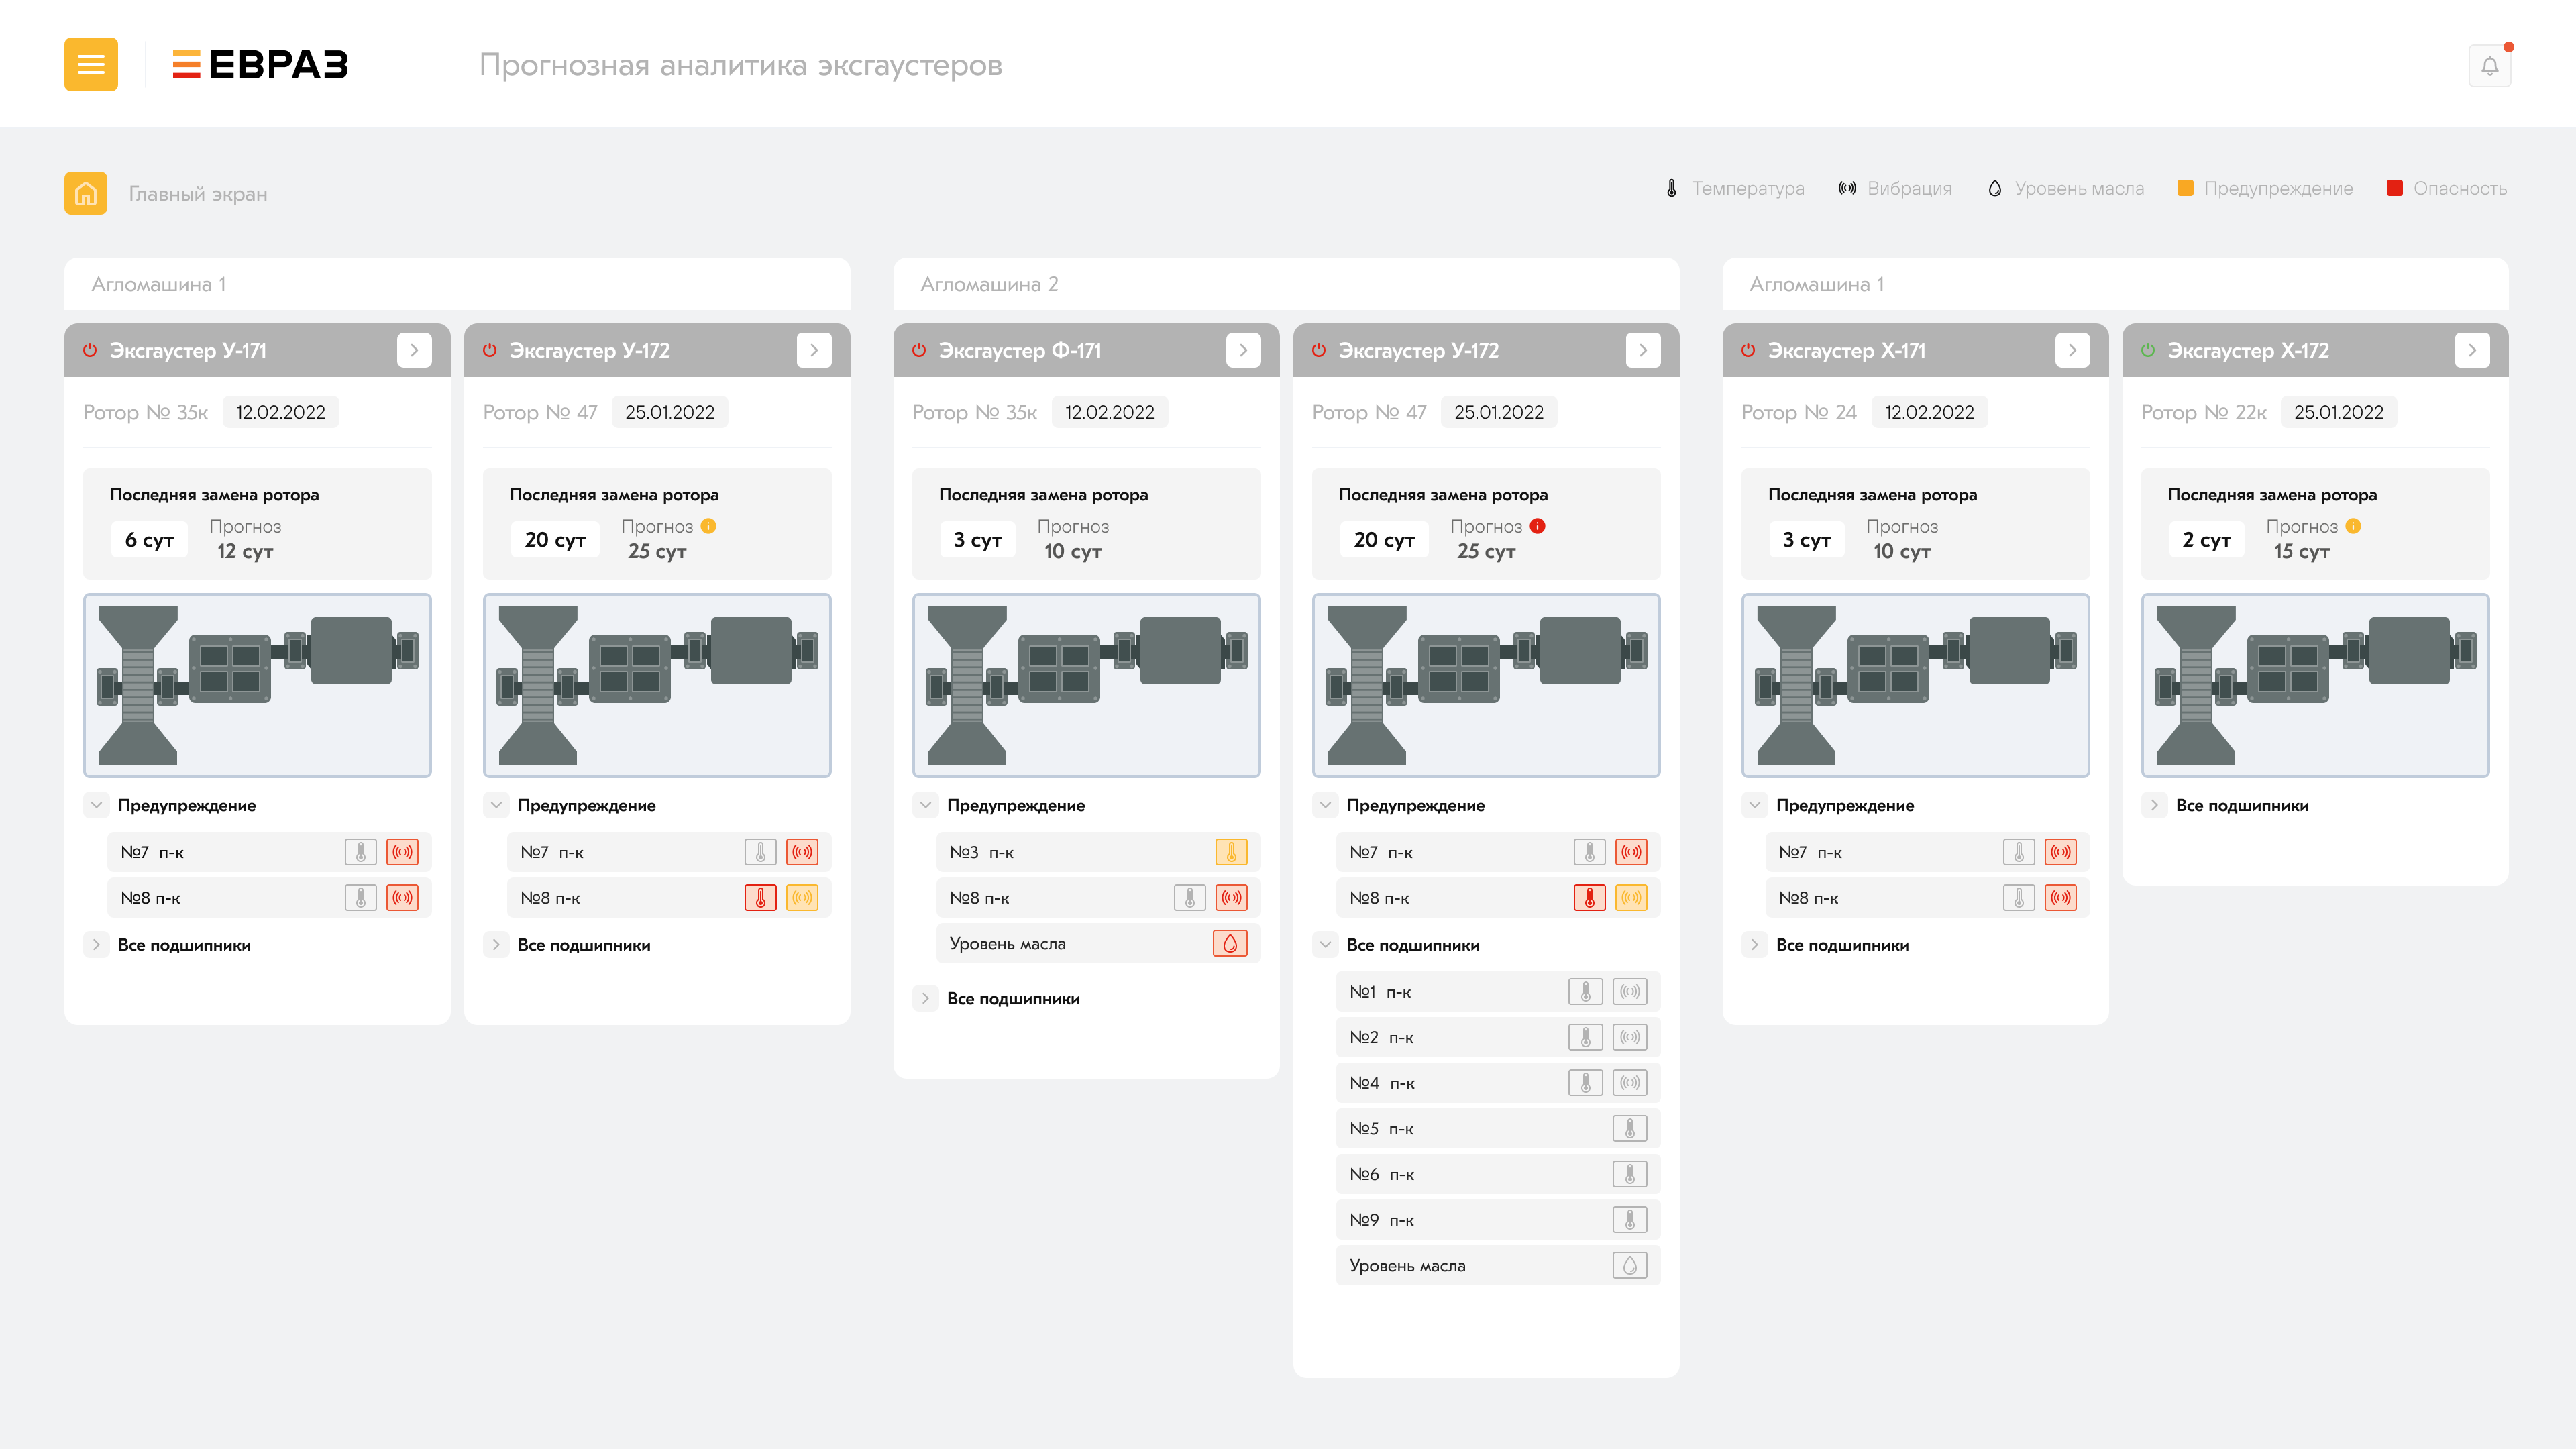 ЕВРАЗ
Прогнозная аналитика эксгаустеров
Главный экран
Температура
Вибрация
Уровень масла
Предупреждение
Опасность
Агломашина 1
Эксгаустер У-171
Ротор № 35к 12.02.2022
Последняя замена ротора
6 сут
Прогноз
12 сут
Предупреждение
№7 п-к
№8 п-к
Все подшипники
Эксгаустер У-172
Ротор № 47 25.01.2022
Последняя замена ротора
20 сут
Прогноз
25 сут
Предупреждение
№7 п-к
№8 п-к
Все подшипники
Агломашина 2
Эксгаустер Ф-171
Ротор № 35к 12.02.2022
Последняя замена ротора
3 сут
Прогноз
10 сут
Предупреждение
№3 п-к
№8 п-к
Уровень масла
Все подшипники
Эксгаустер У-172
Ротор № 47 25.01.2022
Последняя замена ротора
20 сут
Прогноз
25 сут
Предупреждение
№7 п-к
№8 п-к
Все подшипники
№1 п-к
№2 п-к
№4 п-к
№5 п-к
№6 п-к
№9 п-к
Уровень масла
Агломашина 1
Эксгаустер Х-171
Ротор № 24 12.02.2022
Последняя замена ротора
3 сут
Прогноз
10 сут
Предупреждение
№7 п-к
№8 п-к
Все подшипники
Эксгаустер Х-172
Ротор № 22к 25.01.2022
Последняя замена ротора
2 сут
Прогноз
15 сут
Все подшипники